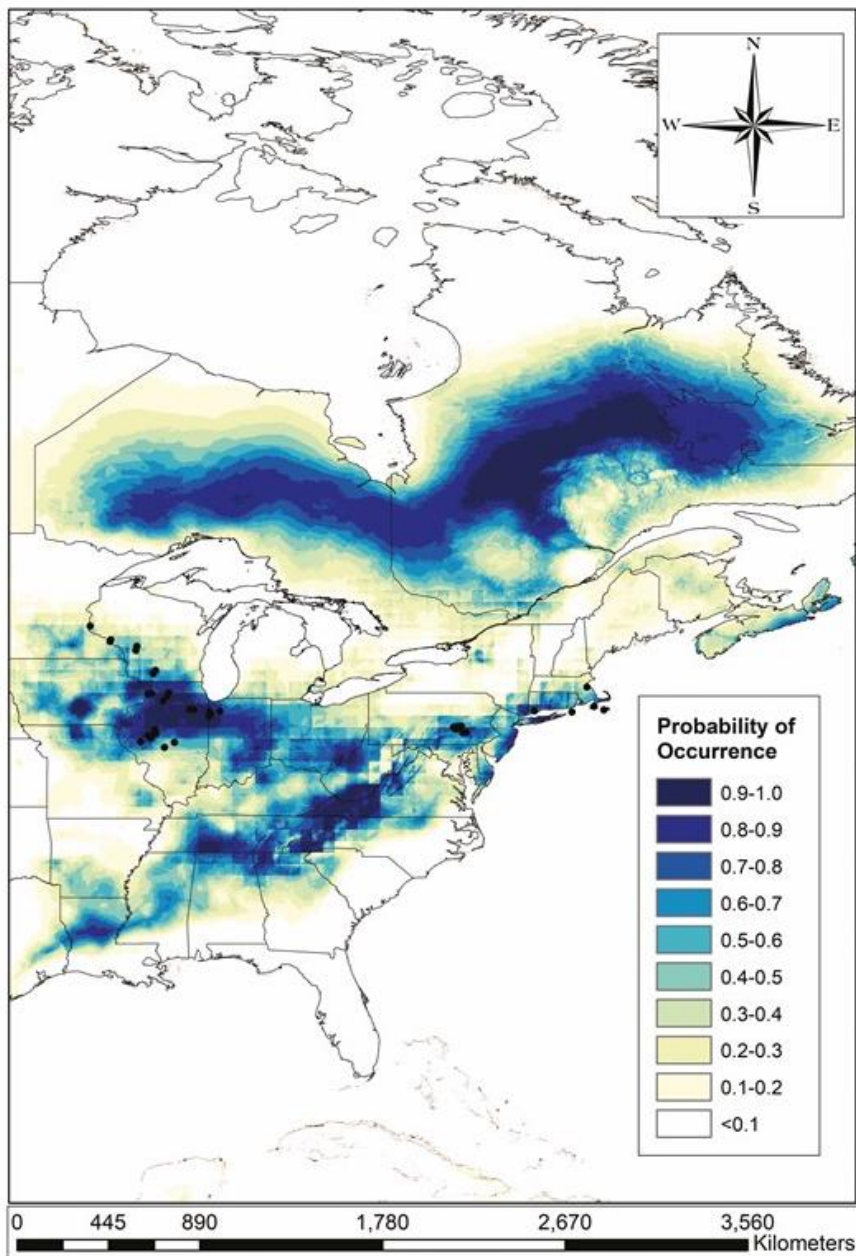 N
W E
S
Probability of
Occurrence
0.9-1.0
0.8-0.9
0.7-0.8
0.6-0.7
0.5-0.6
0.4-0.5
0.3-0.4
0.2-0.3
0.1-0.2
<0.1
0 445 890 1,780 2,670 3,560
Kilometers